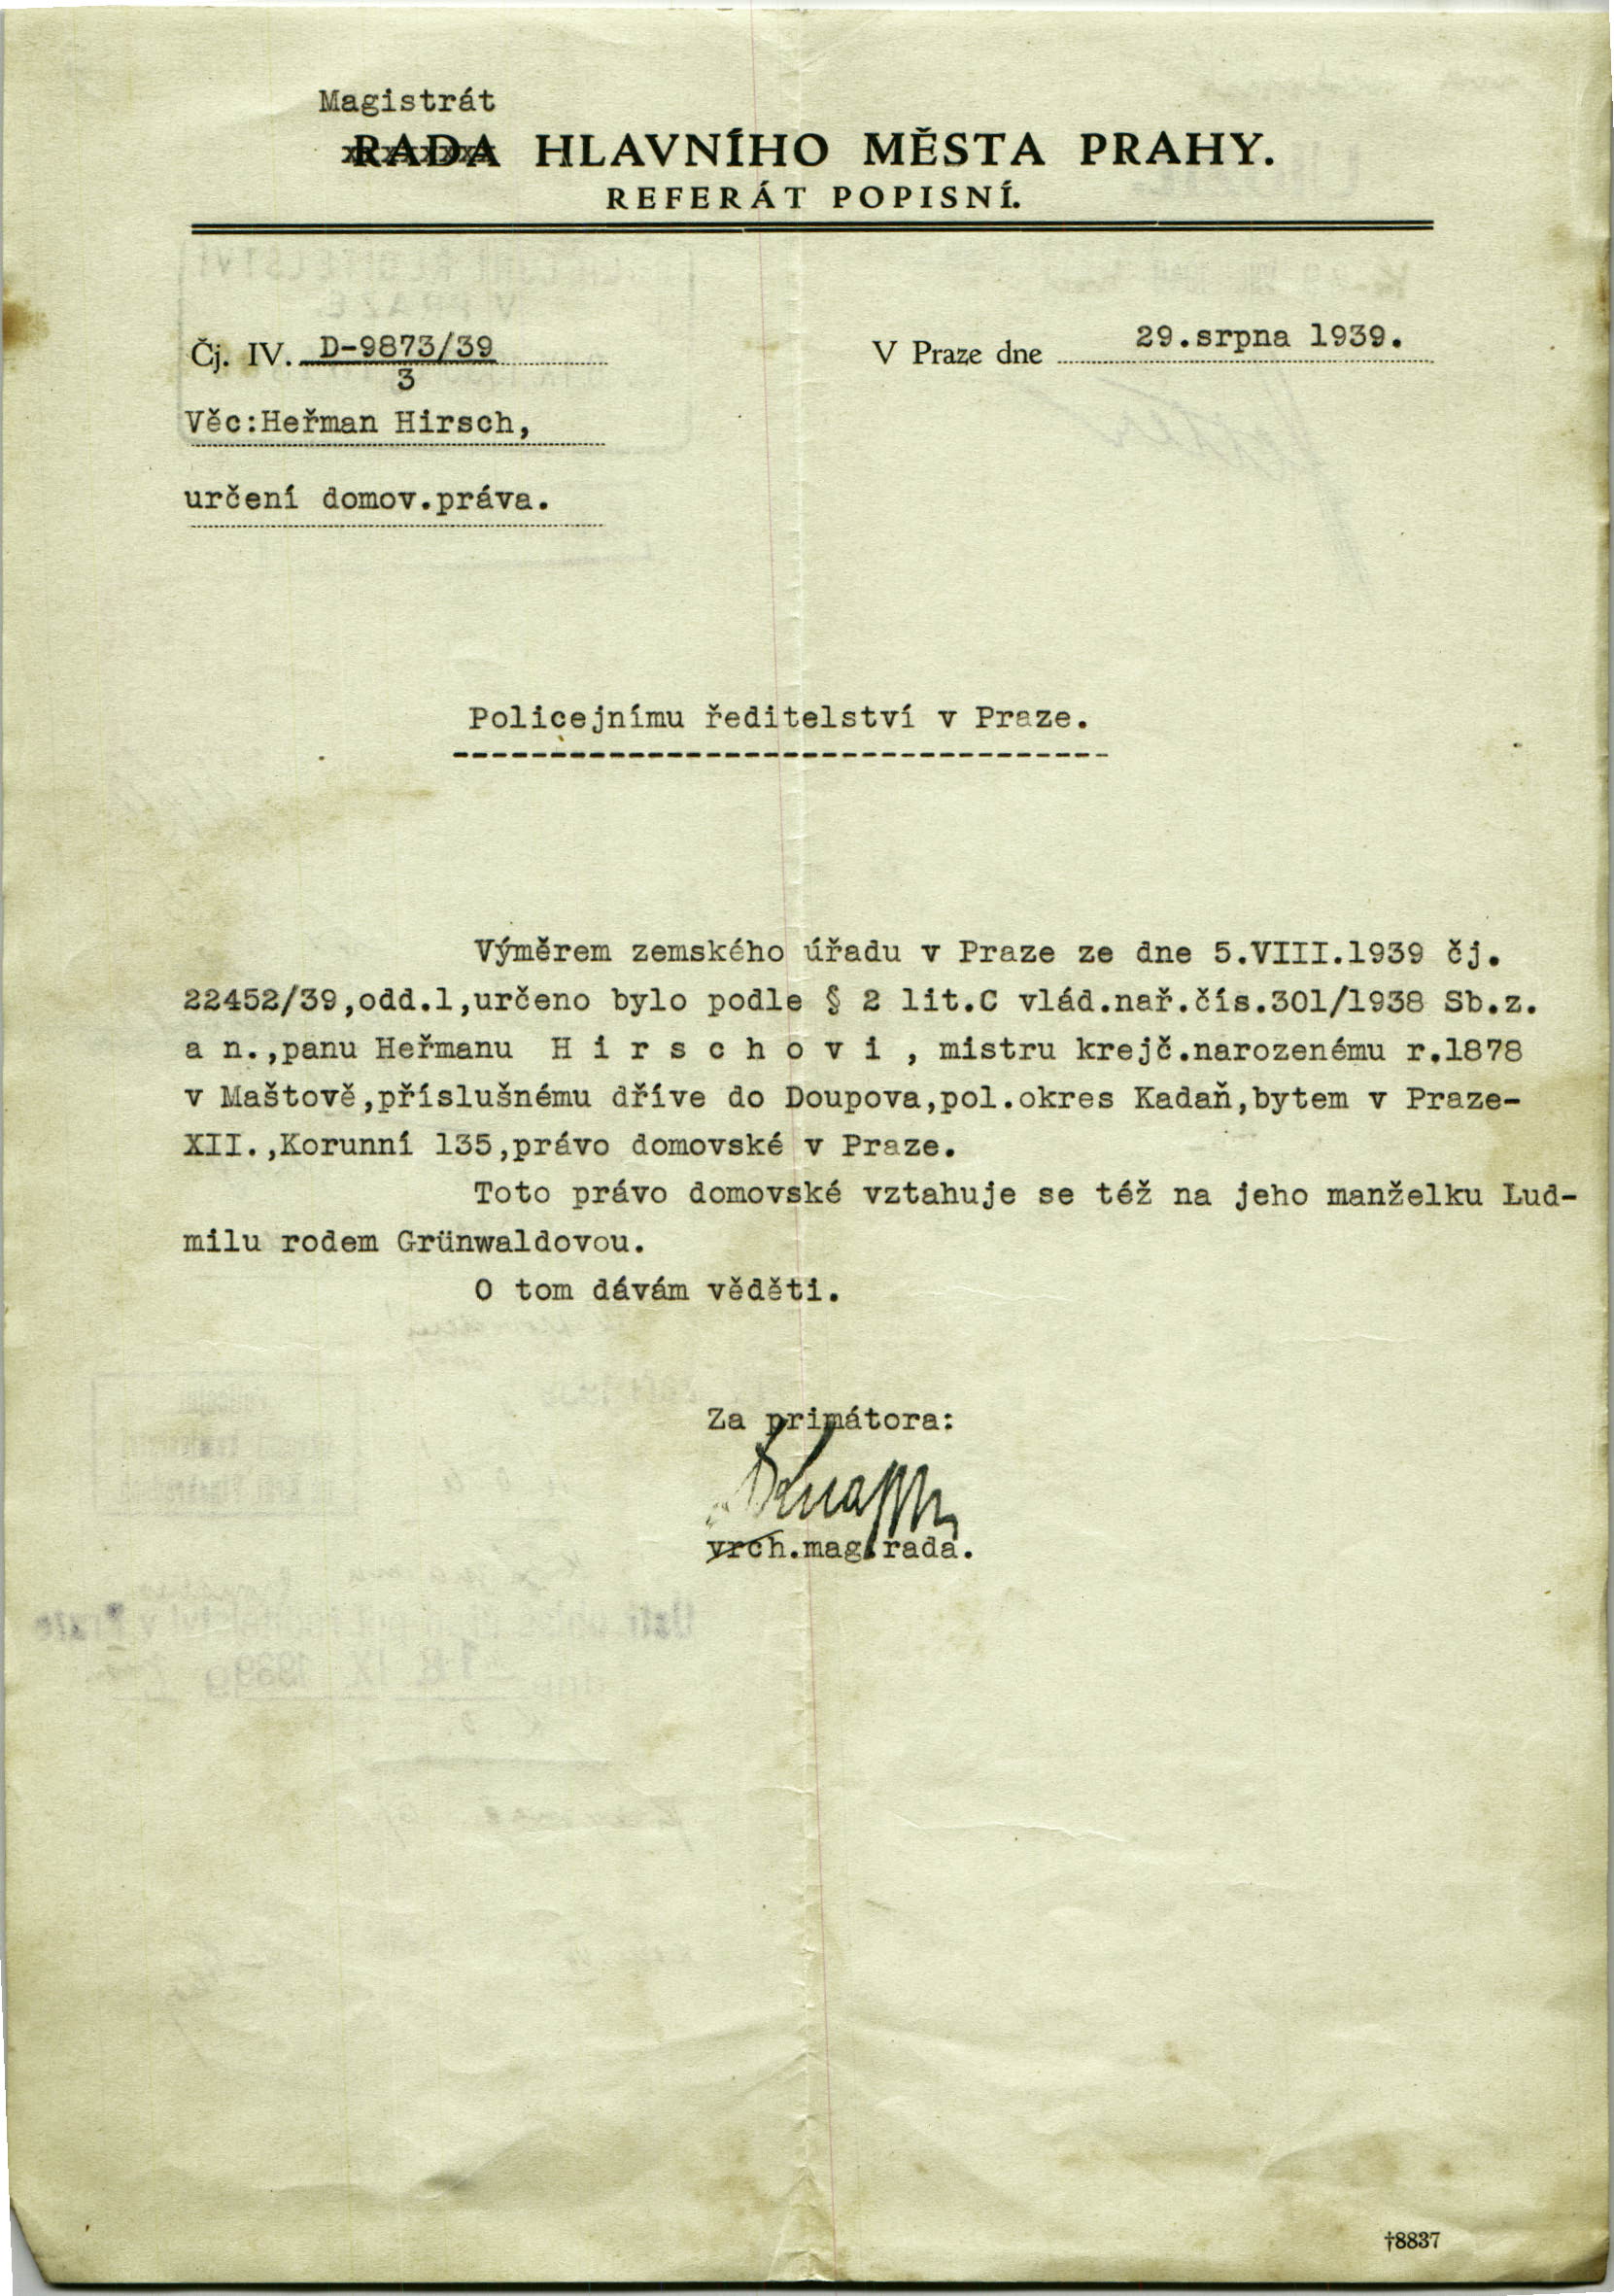 Magistrát
RADA HLAVNÍHO MĚSTA PRAHY.
REFERÁT POPISNÍ.
Čj. IV. D-9873/39
3
V Praze dne 29.srpna 1939.
Věc:Heřman Hirsch,
určení domov.práva.
Policejnímu ředitelství v Praze.
Výměrem zemského úřadu v Praze ze dne 5.VIII.1939 čj.
22452/39,odd.1,určeno bylo podle § 2 lit.C vlád.nař.čís.301/1938 Sb.z.
a n.,panu Heřmanu H i r s c h o v i , mistru krejč.narozenému r.1878
v Maštově,příslušnému dříve do Doupova,pol.okres Kadaň,bytem v Praze-
XII.,Korunní 135,právo domovské v Praze.
Toto právo domovské vztahuje se též na jeho manželku Lud-
milu rodem Grünwaldovou.
O tom dávám věděti.
Za primátora:
vrch.mag.rada.
†8837